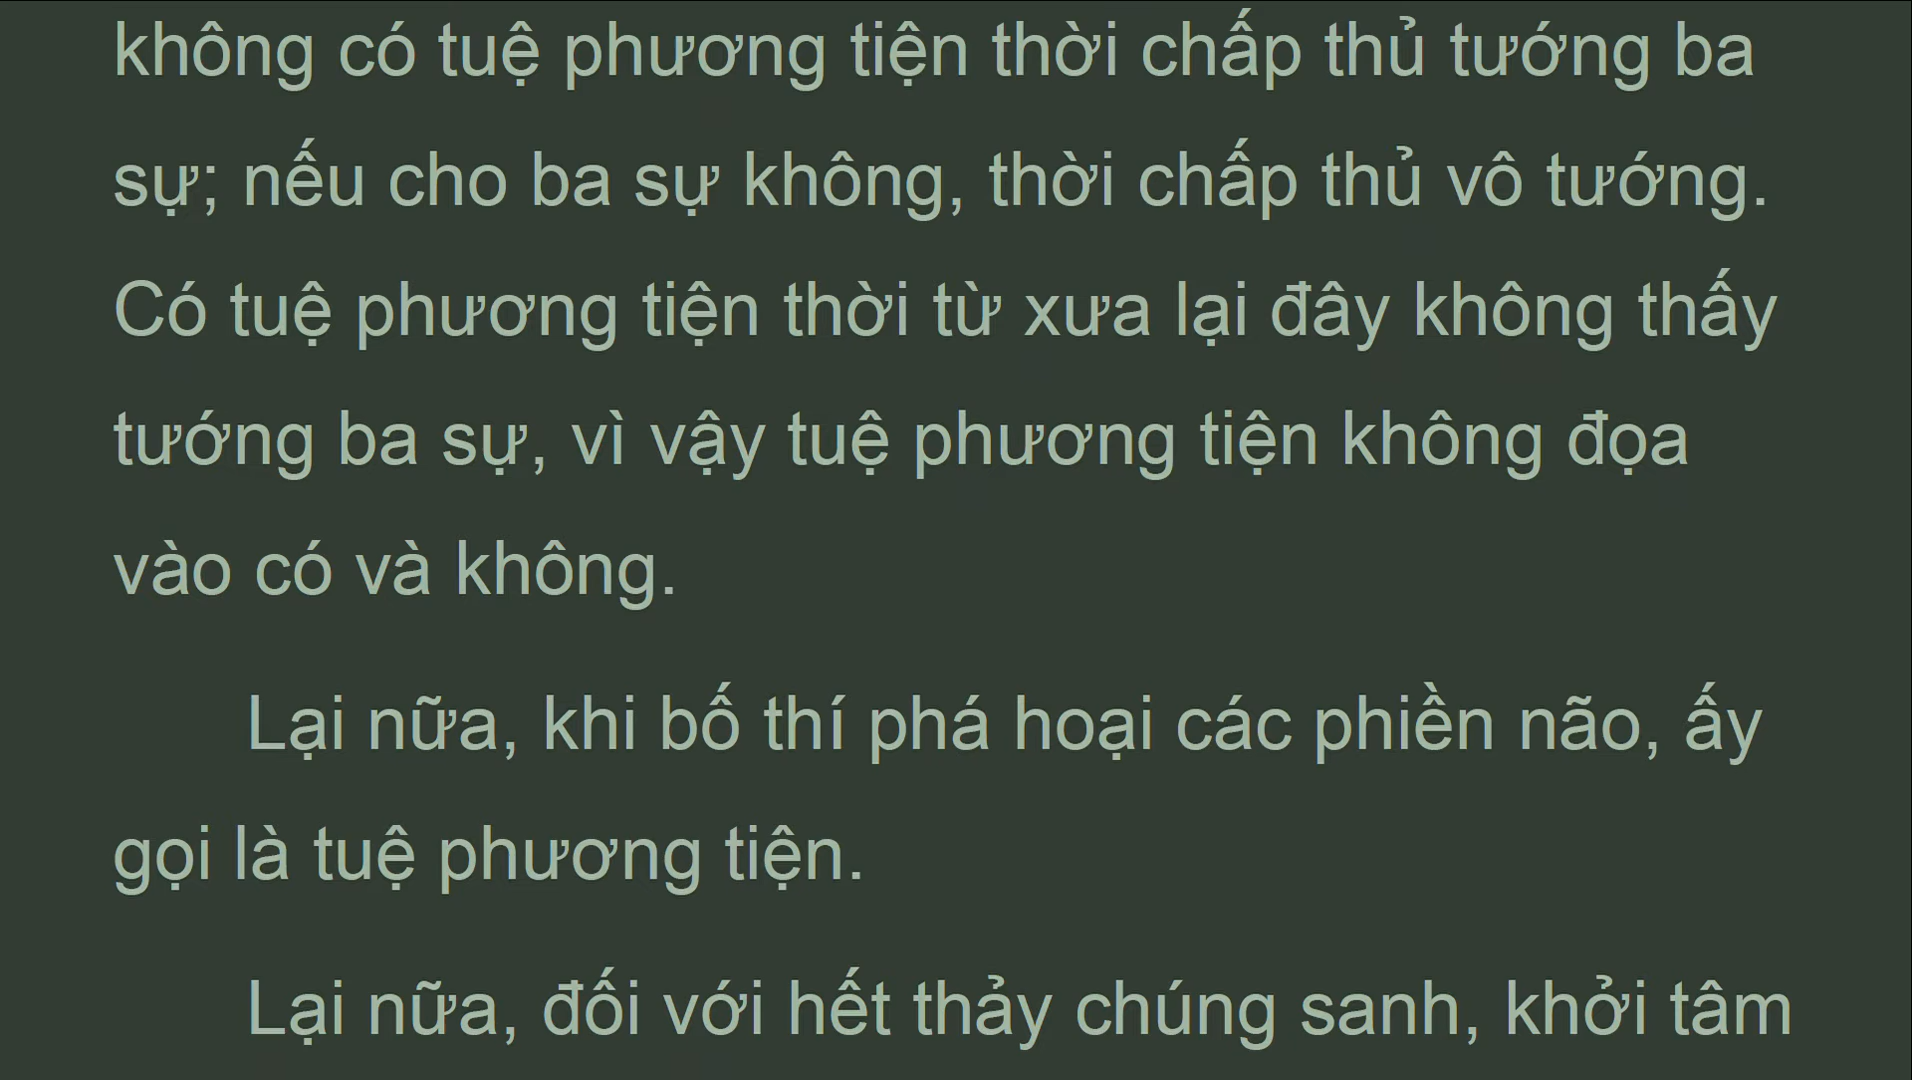 không có tuệ phương tiện thời chấp thủ tướng ba
sự; nếu cho ba sự không, thời chấp thủ vô tướng.
Có tuệ phương tiện thời từ xưa lại đây không thấy
tướng ba sự, vì vậy tuệ phương tiện không đọa
vào có và không.
Lại nữa, khi bố thí phá hoại các phiền não, ấy
gọi là tuệ phương tiện.
Lại nữa, đối với hết thảy chúng sanh, khởi tâm